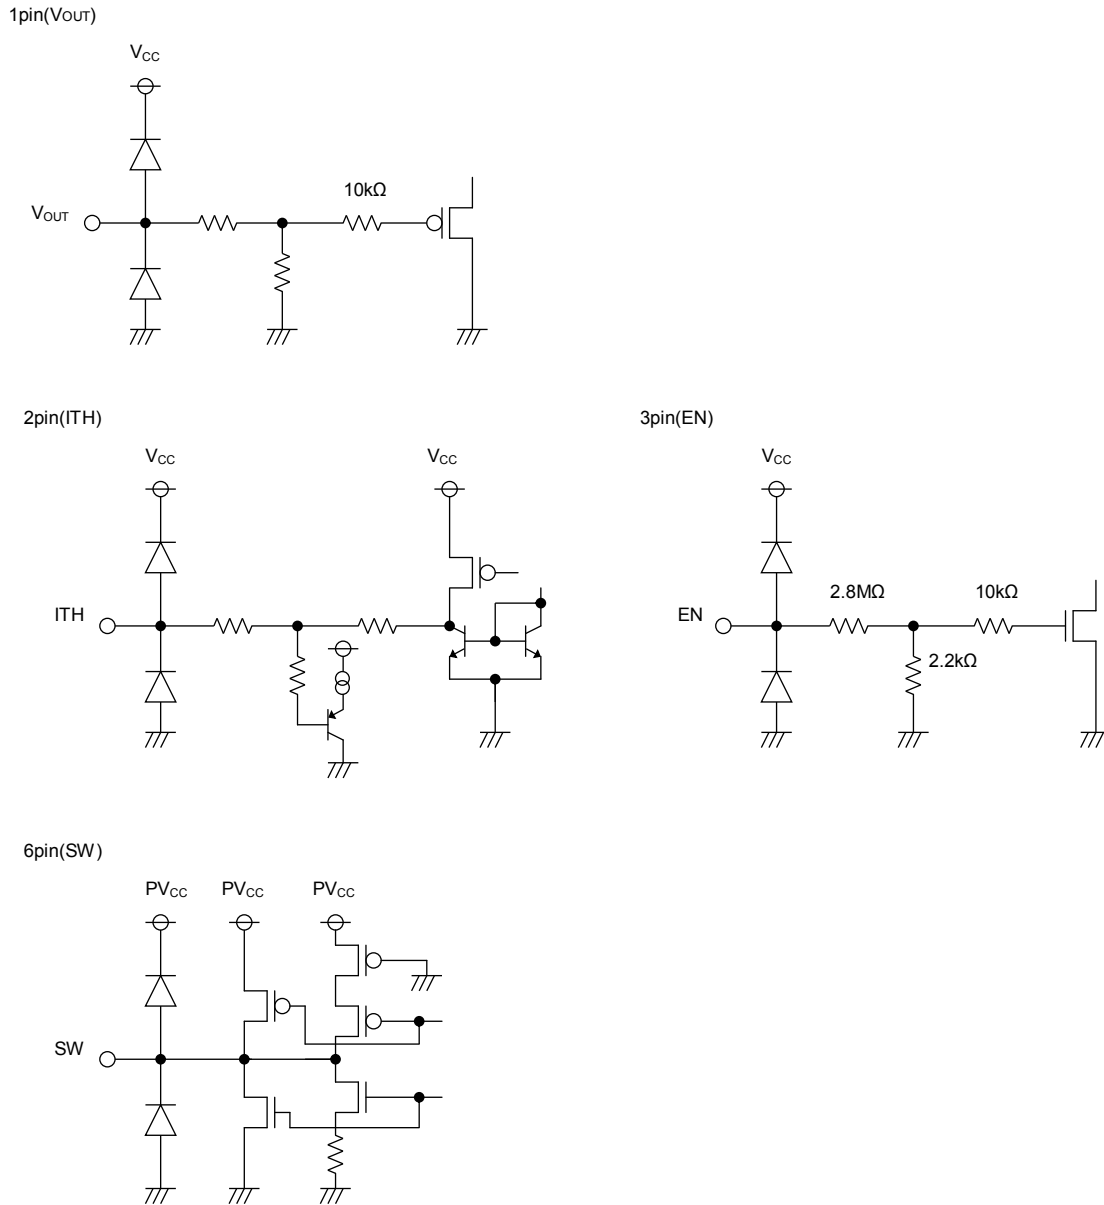 1pin(VOUT)
VCC
10kΩ
VOUT
2pin(ITH)
3pin(EN)
VCC
VCC
VCC
2.8MΩ
10kΩ
ITH
EN
2.2kΩ
6pin(SW)
PVCC
PVCC
PVCC
SW